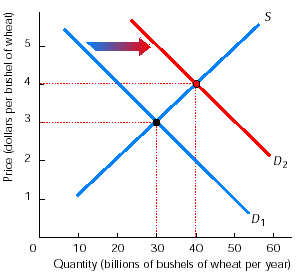 Price (dollars per bushel of wheat)
S
5
4
3
2
1
D2
D1
0 10 20 30 40 50 60
Quantity (billions of bushels of wheat per year)